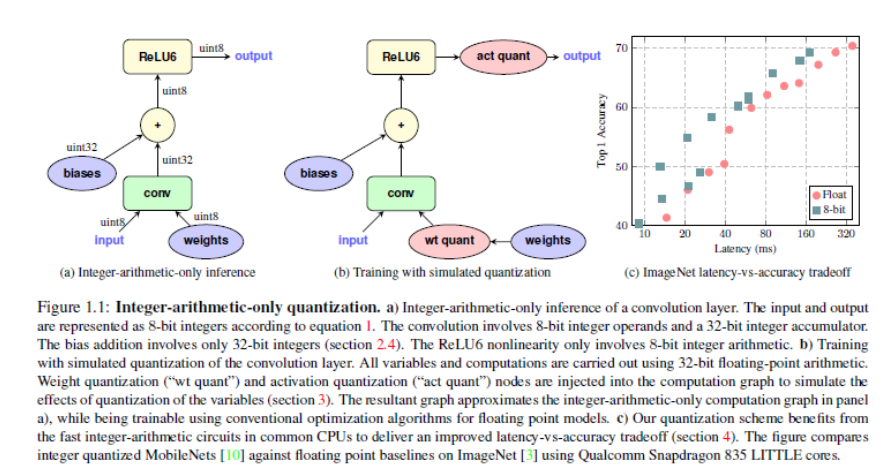 ReLU6
uint8
output
uint8
+
uint32
biases
uint32
conv
uint8
uint8
input
weights
(a) Integer-arithmetic-only inference
ReLU6
act quant
output
+
biases
conv
input
wt quant
weights
(b) Training with simulated quantization
70
60
50
40
Top 1 Accuracy
10 20 40 80 160 320
Latency (ms)
Float
8-bit
(c) ImageNet latency-vs-accuracy tradeoff
Figure 1.1: Integer-arithmetic-only quantization. a) Integer-arithmetic-only inference of a convolution layer. The input and output
are represented as 8-bit integers according to equation 1. The convolution involves 8-bit integer operands and a 32-bit integer accumulator.
The bias addition involves only 32-bit integers (section 2.4). The ReLU6 nonlinearity only involves 8-bit integer arithmetic. b) Training
with simulated quantization of the convolution layer. All variables and computations are carried out using 32-bit floating-point arithmetic.
Weight quantization (“wt quant”) and activation quantization (“act quant”) nodes are injected into the computation graph to simulate the
effects of quantization of the variables (section 3). The resultant graph approximates the integer-arithmetic-only computation graph in panel
a), while being trainable using conventional optimization algorithms for floating point models. c) Our quantization scheme benefits from
the fast integer-arithmetic circuits in common CPUs to deliver an improved latency-vs-accuracy tradeoff (section 4). The figure compares
integer quantized MobileNets [10] against floating point baselines on ImageNet [3] using Qualcomm Snapdragon 835 LITTLE cores.